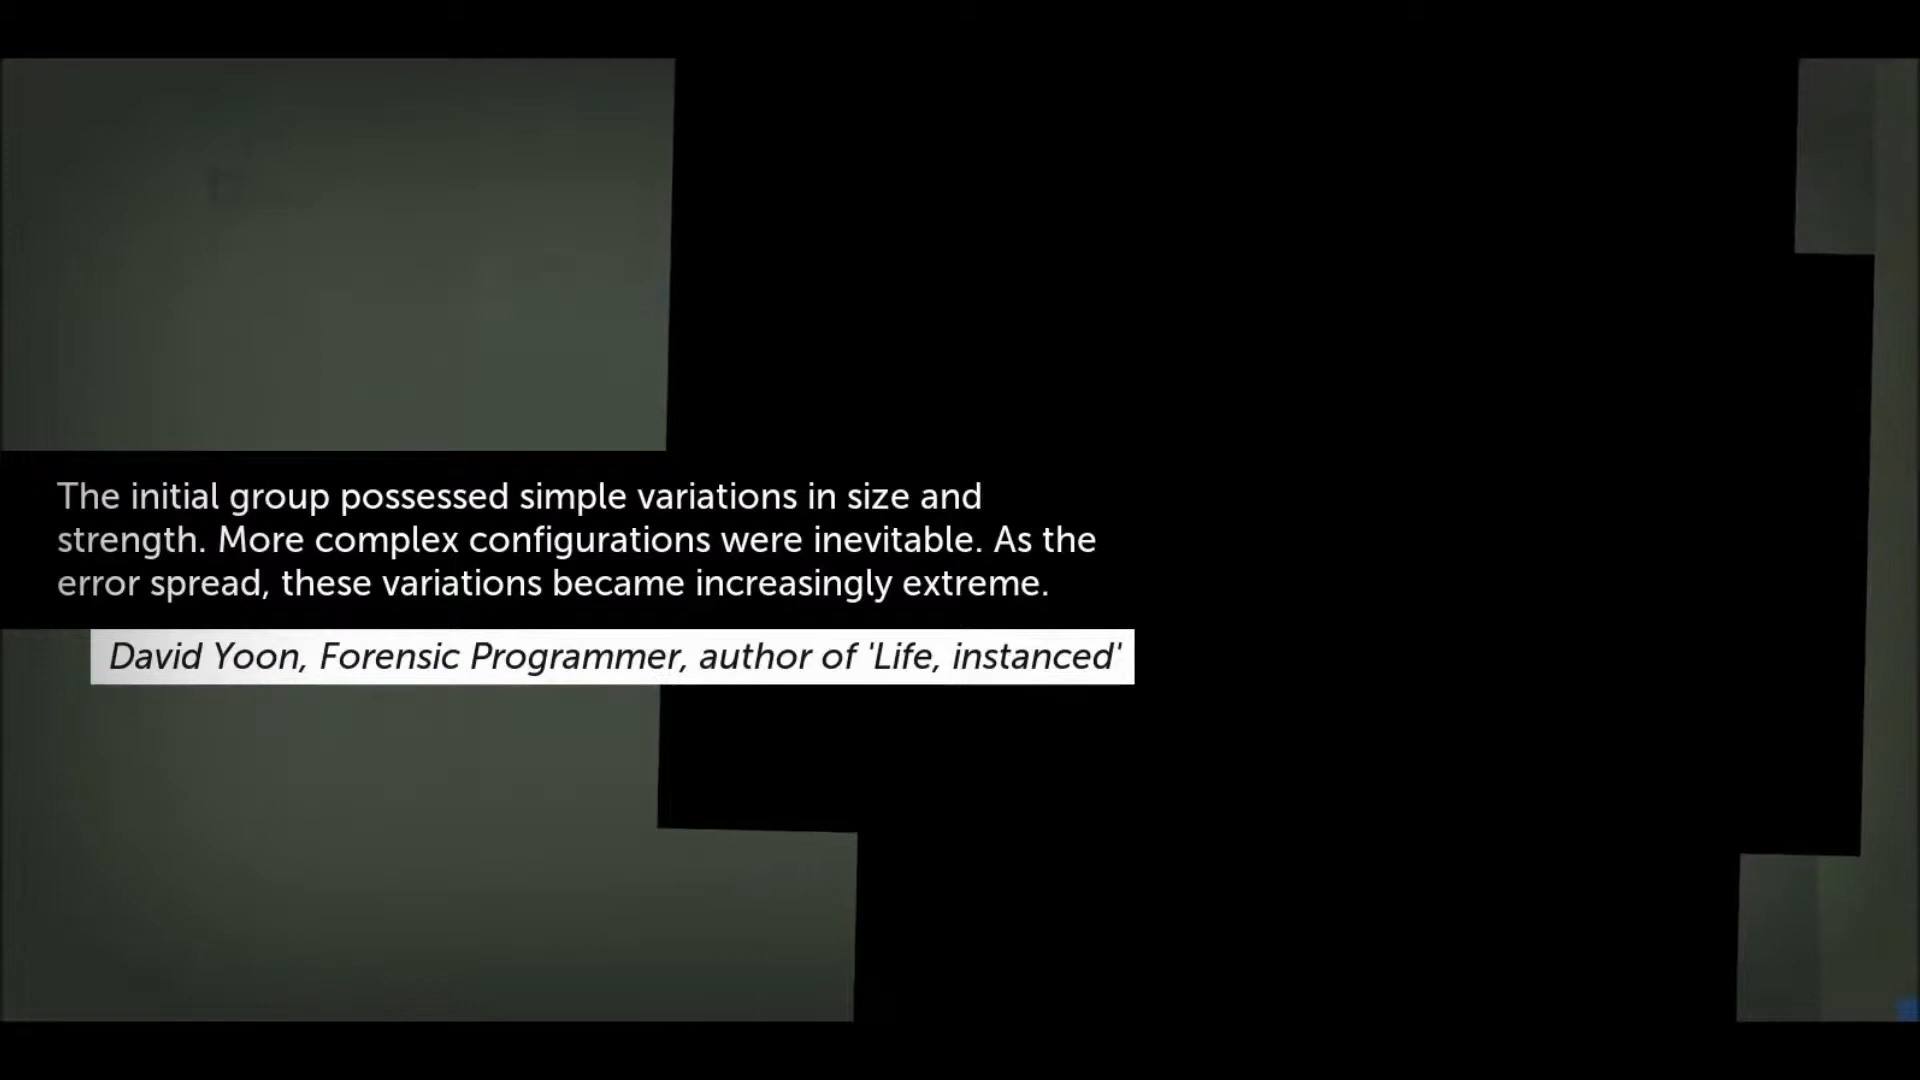 The initial group possessed simple variations in size and
strength. More complex configurations were inevitable. As the
error spread, these variations became increasingly extreme.
David Yoon, Forensic Programmer, author of 'Life, instanced'